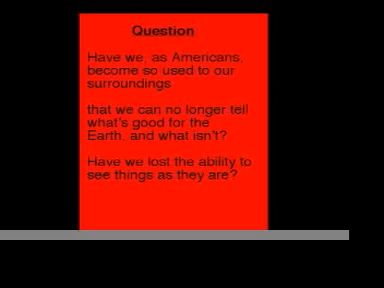 Question
Have we, as Americans,
become so used to our
surroundings
that we can no longer tell
what's good for the
Earth, and what isn't?
Have we lost the ability to
see things as they are?